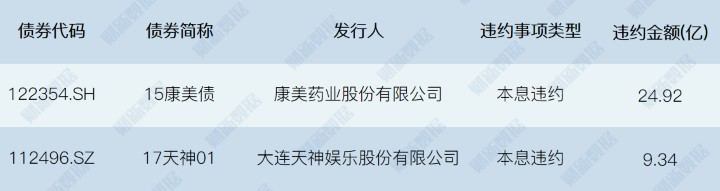 债券代码 债券简称 发行人 违约事项类型 违约金额(亿)
122354.SH 15康美债 康美药业股份有限公司 本息违约 24.92
112496.SZ 17天神01 大连天神娱乐股份有限公司 本息违约 9.34